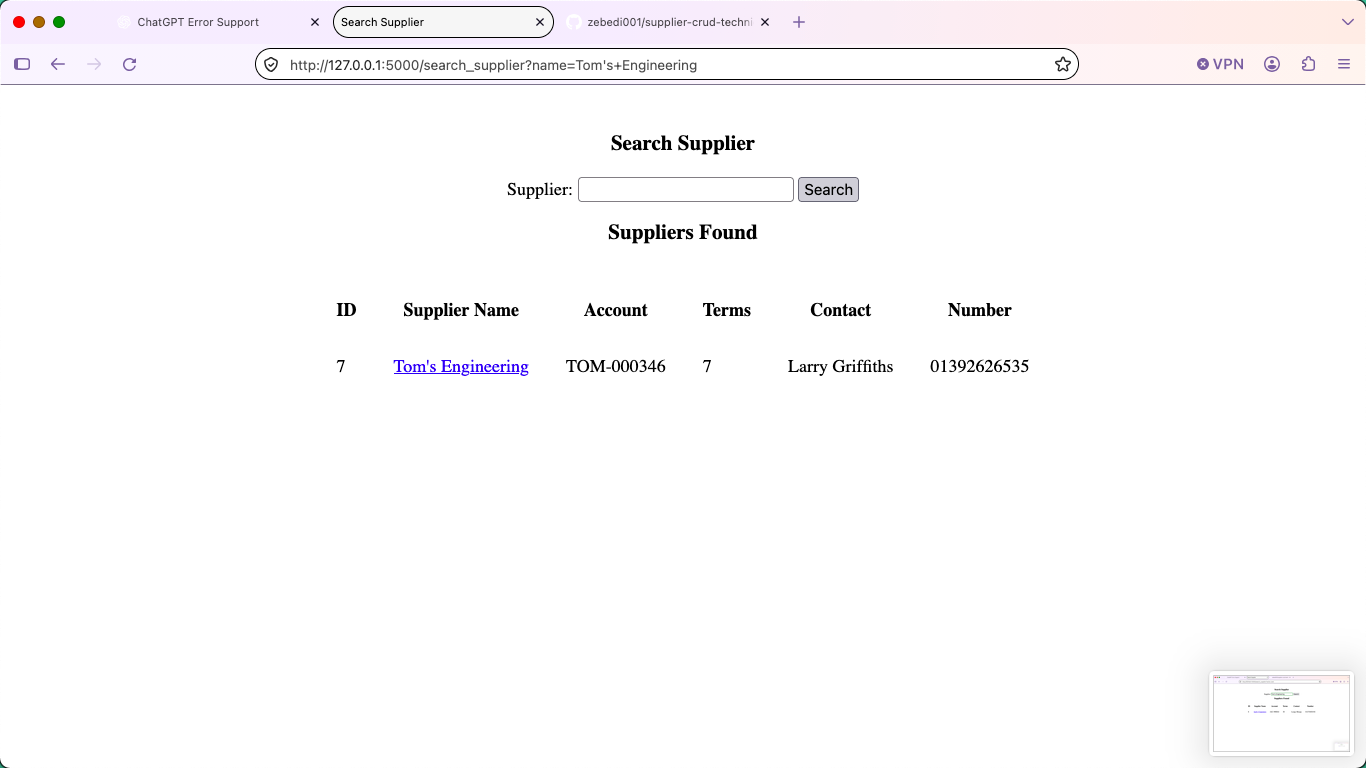 ChatGPT Error Support
Search Supplier
zebedi001/supplier-crud-techni
http://127.0.0.1:5000/search_supplier?name=Tom's+Engineering
VPN
Search Supplier
Supplier: Search
Suppliers Found
ID Supplier Name Account Terms Contact Number
7 Tom's Engineering TOM-000346 7 Larry Griffiths 01392626535